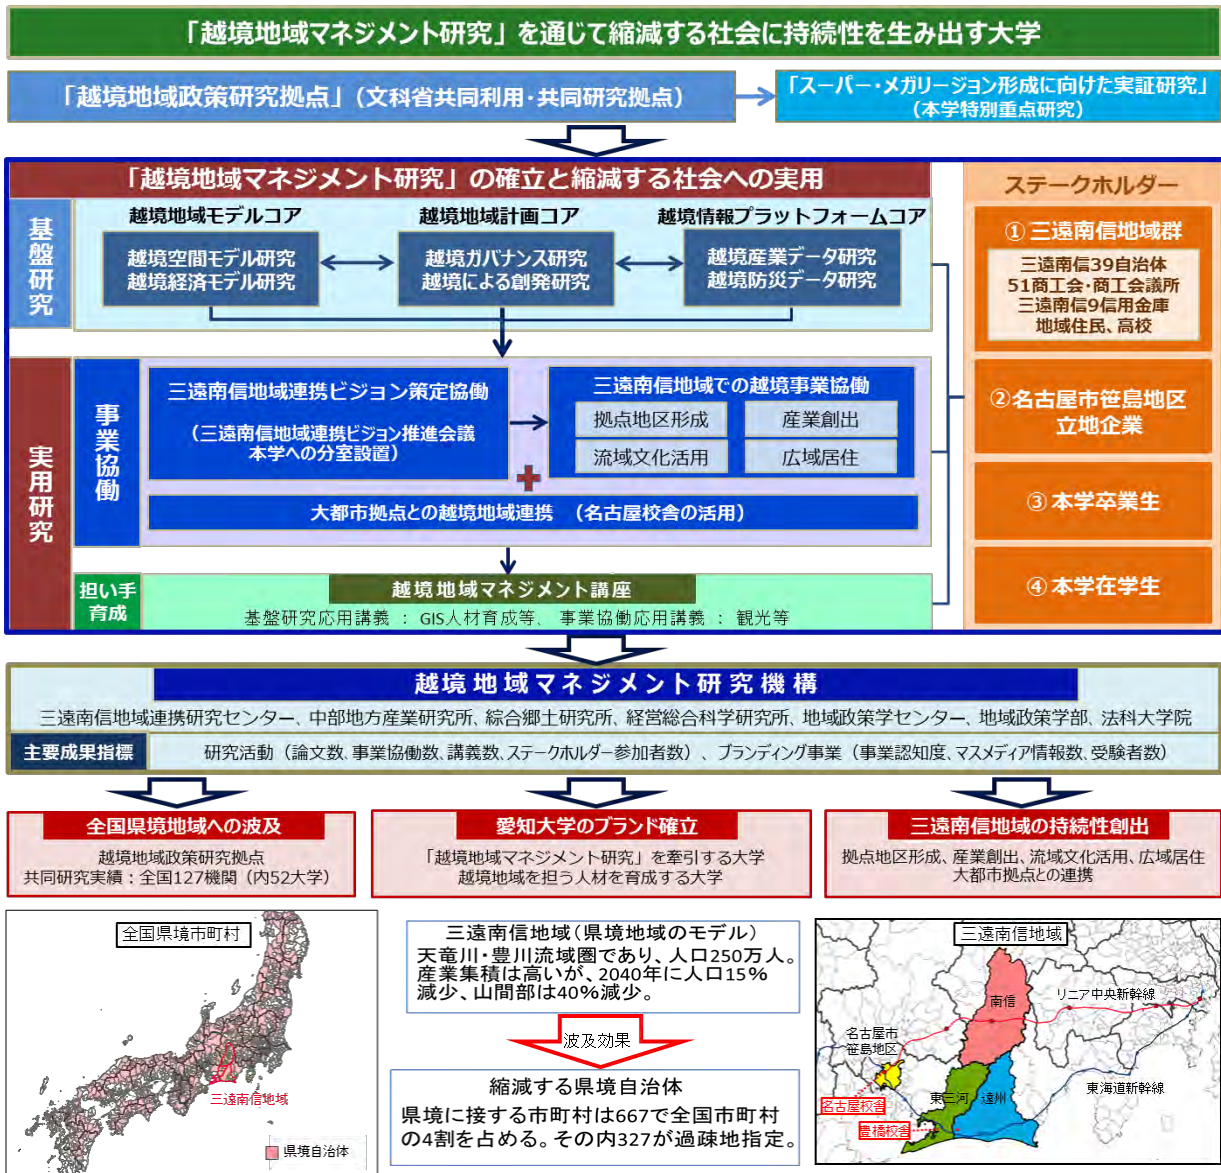 「越境地域マネジメント研究」を通じて縮減する社会に持続性を生み出す大学
「越境地域政策研究拠点」（文科省共同利用・共同研究拠点）
「スーパー・メガリージョン形成に向けた実証研究」
（本学特別重点研究）
「越境地域マネジメント研究」の確立と縮減する社会への実用
基盤研究
越境地域モデルコア
越境空間モデル研究
越境経済モデル研究
越境地域計画コア
越境ガバナンス研究
越境による創発研究
越境情報プラットフォームコア
越境産業データ研究
越境防災データ研究
実用研究
事業協働
三遠南信地域連携ビジョン策定協働
（三遠南信地域連携ビジョン推進会議
本学への分室設置）
三遠南信地域での越境事業協働
拠点地区形成
産業創出
流域文化活用
広域居住
大都市拠点との越境地域連携　（名古屋校舎の活用）
担い手
育成
越境地域マネジメント講座
基盤研究応用講義 ： GIS人材育成等、 事業協働応用講義 ： 観光等
ステークホルダー
①三遠南信地域群
三遠南信39自治体
51商工会・商工会議所
三遠南信9信用金庫
地域住民、高校
②名古屋市笹島地区
立地企業
③本学卒業生
④本学在学生
越境地域マネジメント研究機構
三遠南信地域連携研究センター、中部地方産業研究所、綜合郷土研究所、経営総合科学研究所、地域政策学センター、地域政策学部、法科大学院
主要成果指標
研究活動（論文数、事業協働数、講義数、ステークホルダー参加者数）、ブランディング事業（事業認知度、マスメディア情報数、受験者数）
全国県境地域への波及
越境地域政策研究拠点
共同研究実績：全国127機関（内52大学）
愛知大学のブランド確立
「越境地域マネジメント研究」を牽引する大学
越境地域を担う人材を育成する大学
三遠南信地域の持続性創出
拠点地区形成、産業創出、流域文化活用、広域居住
大都市拠点との連携
全国県境市町村
三遠南信地域
県境自治体
三遠南信地域（県境地域のモデル）
天竜川・豊川流域圏であり、人口250万人。
産業集積は高いが、2040年に人口15%
減少、山間部は40%減少。
波及効果
縮減する県境自治体
県境に接する市町村は667で全国市町村
の4割を占める。その内327が過疎地指定。
三遠南信地域
南信
リニア中央新幹線
名古屋市
笹島地区
名古屋校舎
東三河
遠州
東海道新幹線
豊橋校舎